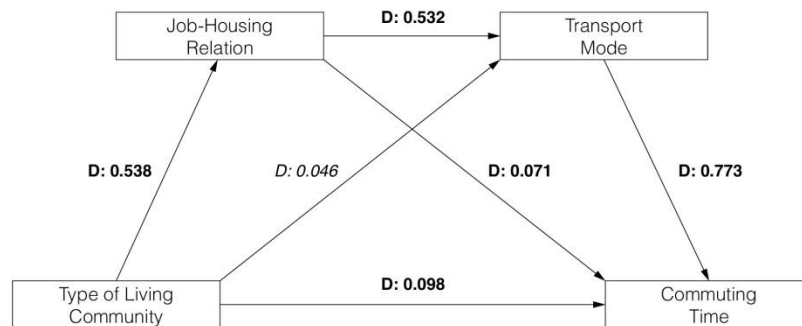 D: 0.532
Job-Housing
Relation
Transport
Mode
D: 0.538
D: 0.046
D: 0.071
D: 0.773
Type of Living
Community
D: 0.098
Commuting
Time